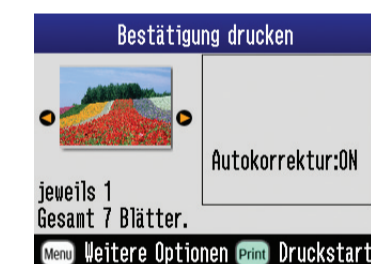 Bestätigung drucken
Autokorrektur:ON
jeweils 1
Gesamt 7 Blätter.
Menu Weitere Optionen Print Druckstart